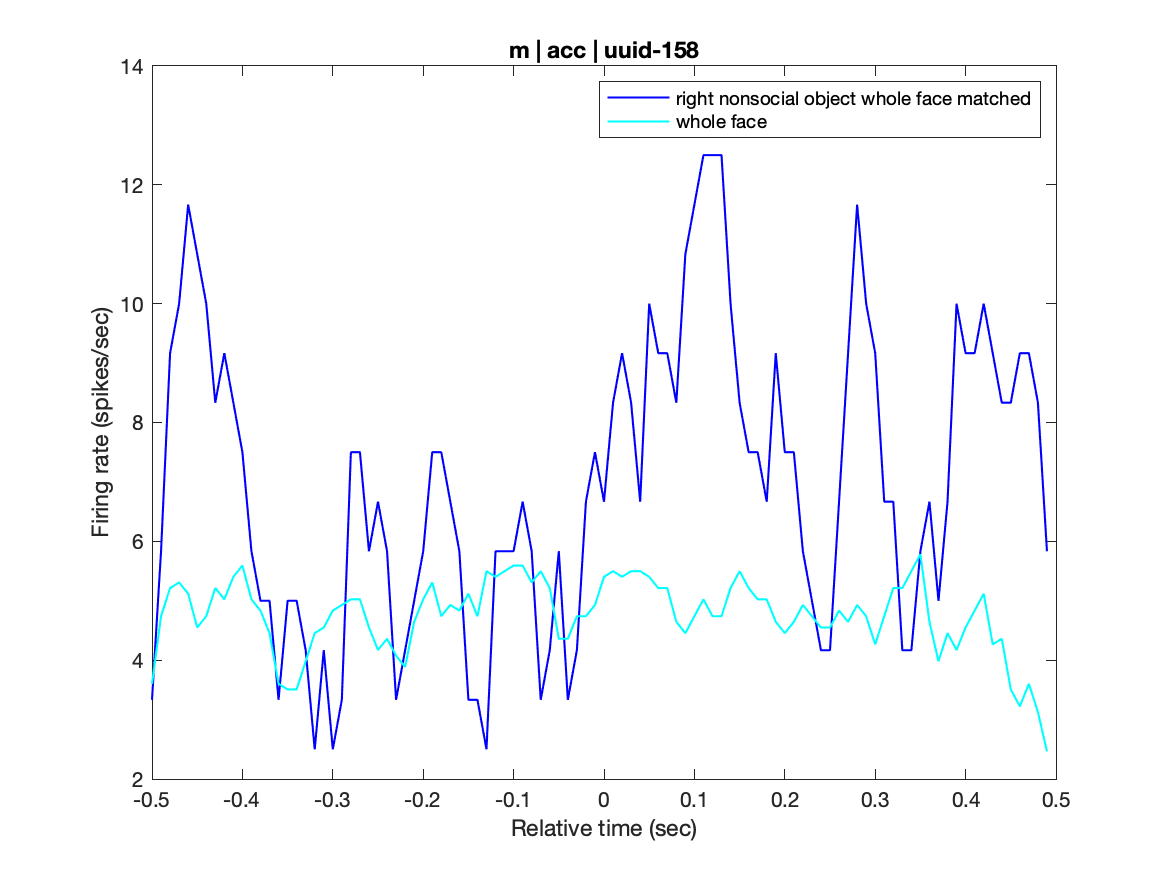 m | acc | uuid-158
14
12
10
8
6
4
2
Firing rate (spikes/sec)
right nonsocial object whole face matched
whole face
-0.5 -0.4 -0.3 -0.2 -0.1 0 0.1 0.2 0.3 0.4 0.5
Relative time (sec)